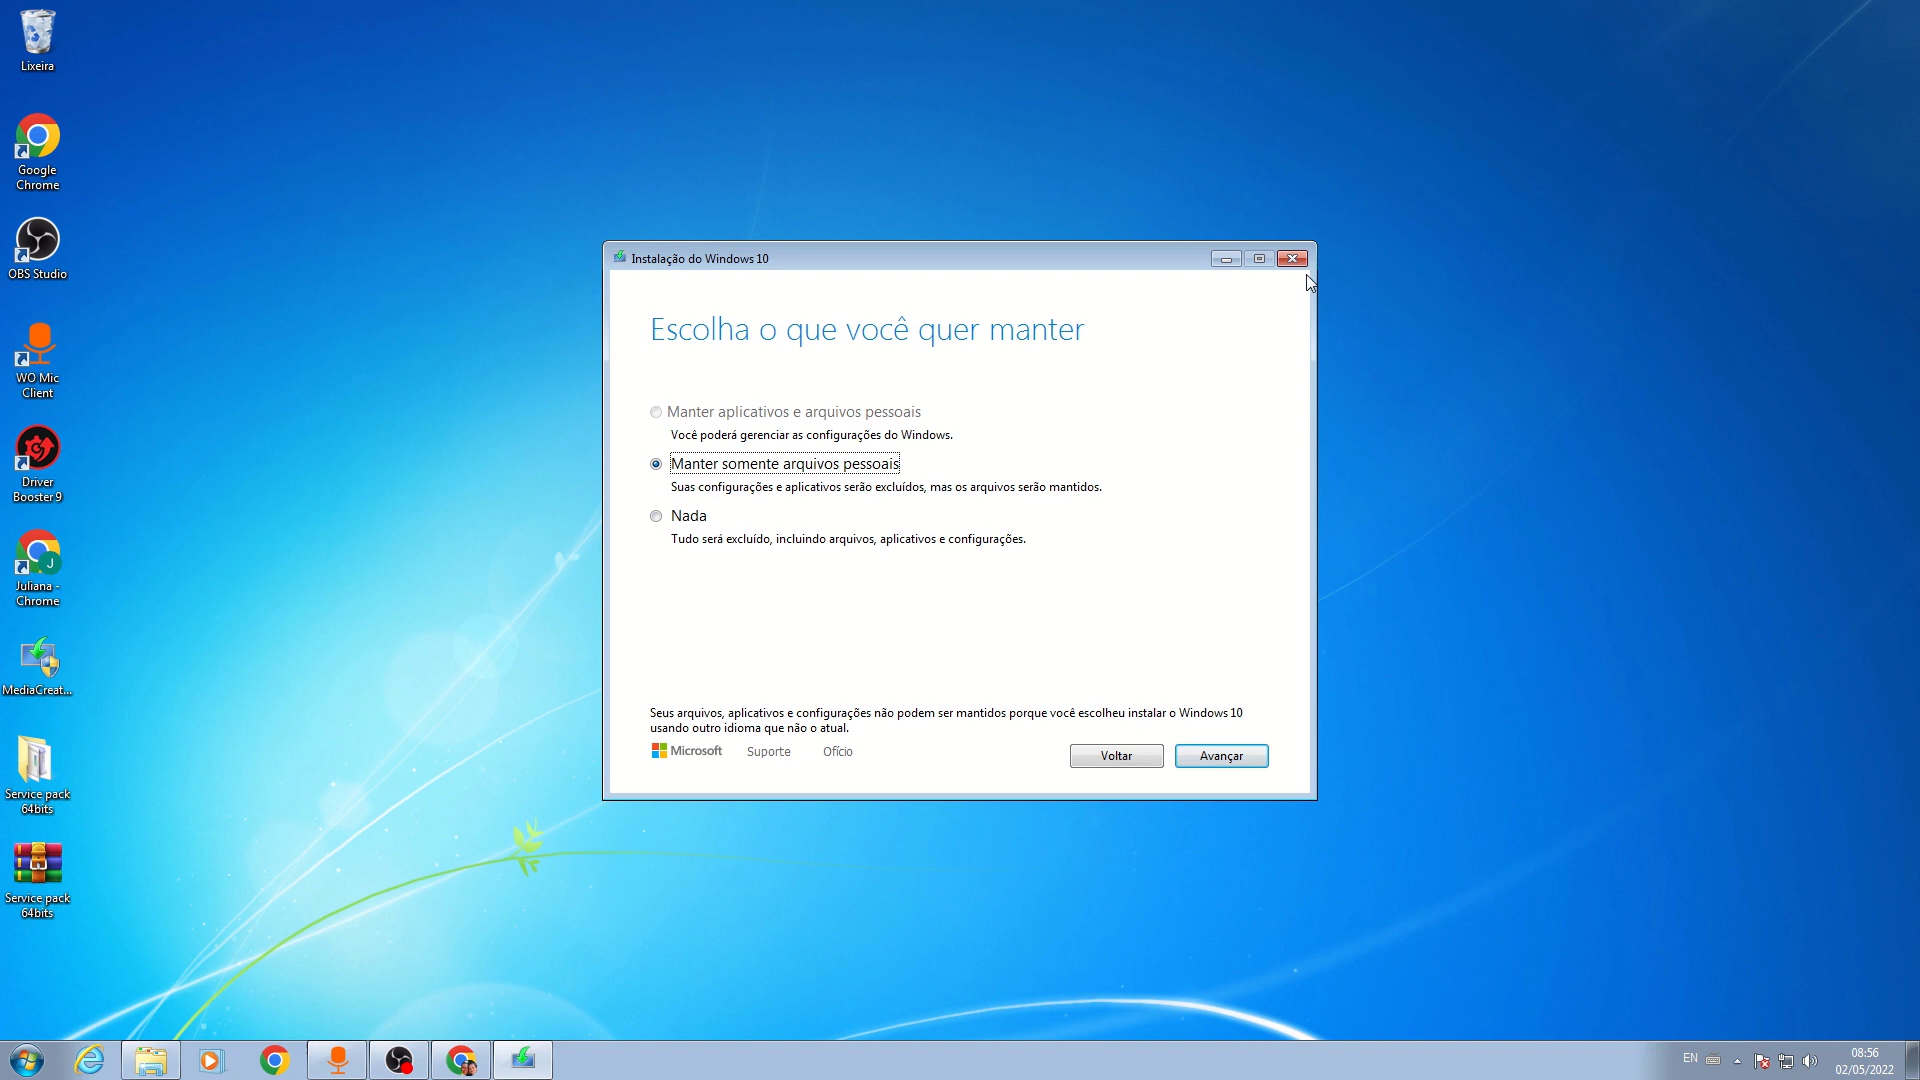 Lixeira
Google
Chrome
OBS Studio
WO Mic
Client
Driver
Booster 9
J
Juliana -
Chrome
MediaCreat...
Service pack
64bits
Service pack
64bits
Instalação do Windows 10
Escolha o que você quer manter
Manter aplicativos e arquivos pessoais
Você poderá gerenciar as configurações do Windows.
Manter somente arquivos pessoais
Suas configurações e aplicativos serão excluídos, mas os arquivos serão mantidos.
Nada
Tudo será excluído, incluindo arquivos, aplicativos e configurações.
Seus arquivos, aplicativos e configurações não podem ser mantidos porque você escolheu instalar o Windows 10
usando outro idioma que não o atual.
Microsoft Suporte Ofício
Voltar Avançar
EN
08:56
02/05/2022